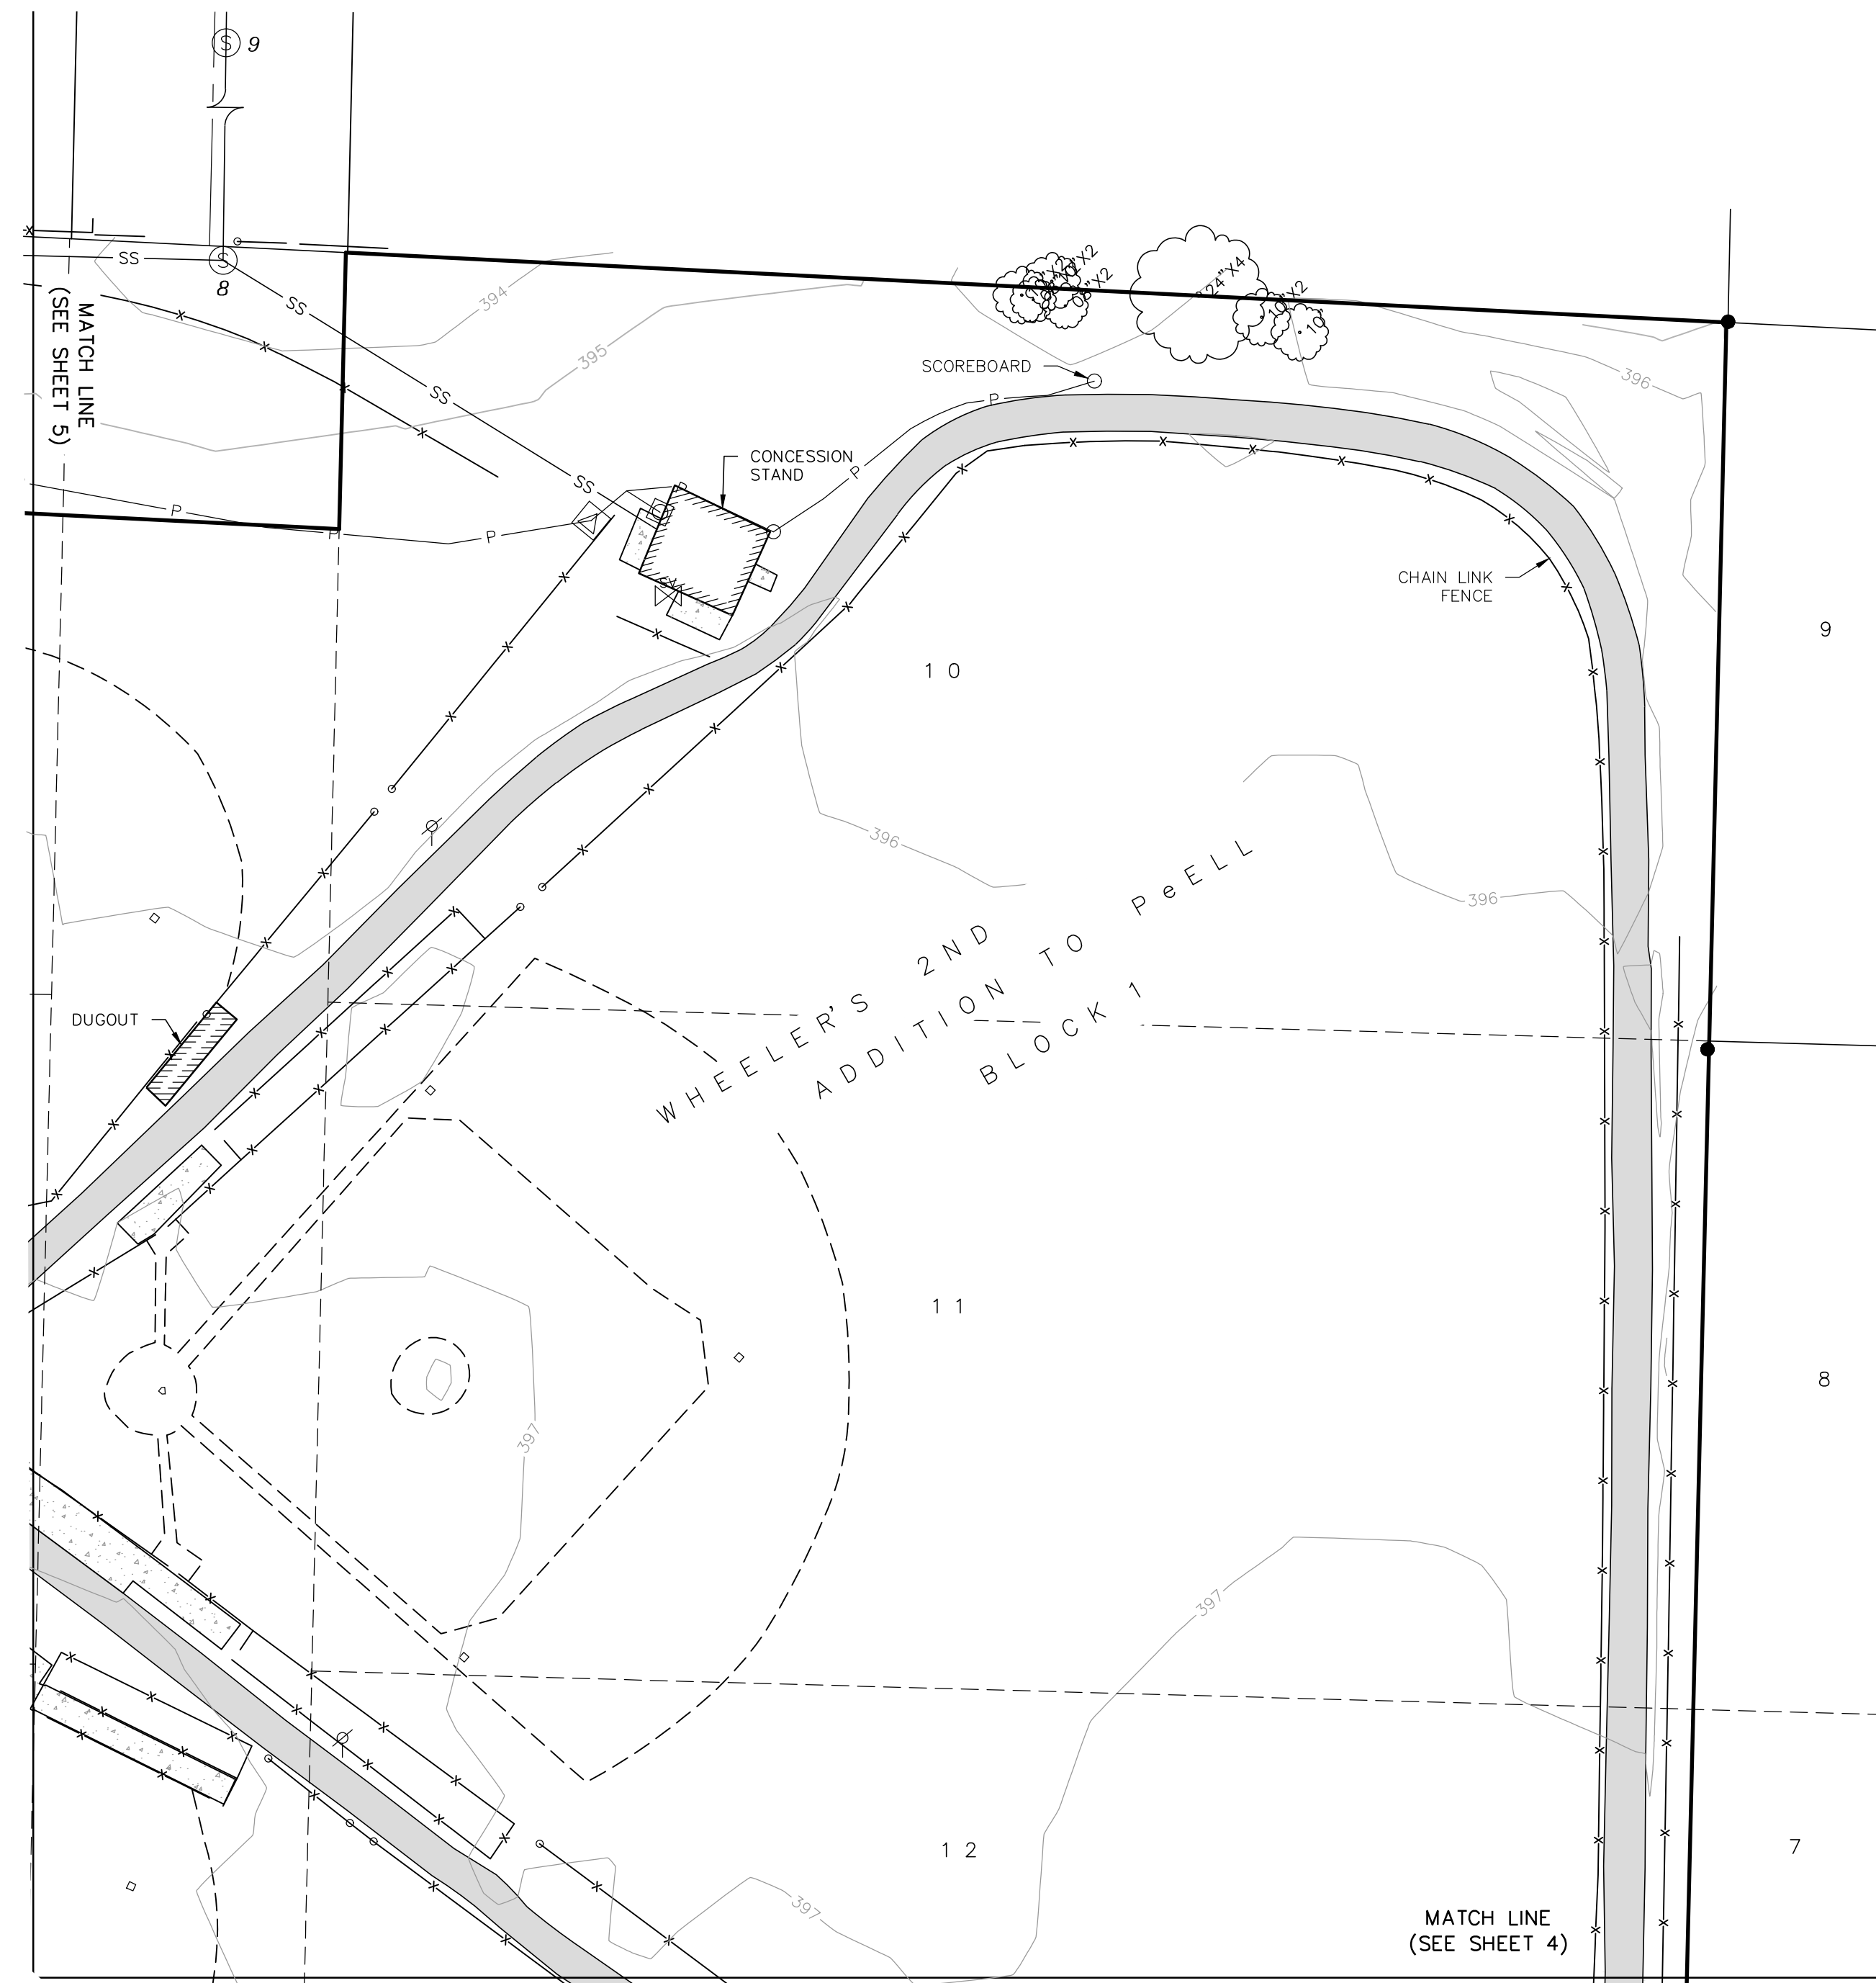 S 9
SS
S
8
SS
394
MATCH LINE
(SEE SHEET 5)
395
SS
24"X4
10"X2
10"
SCOREBOARD
P
396
CONCESSION
STAND
P
SS
P
P
P
P
CHAIN LINK
FENCE
9
10
396
396
WHEELER'S 2ND
ADDITION TO PeELL
BLOCK 1
DUGOUT
11
8
397
397
12
7
397
MATCH LINE
(SEE SHEET 4)